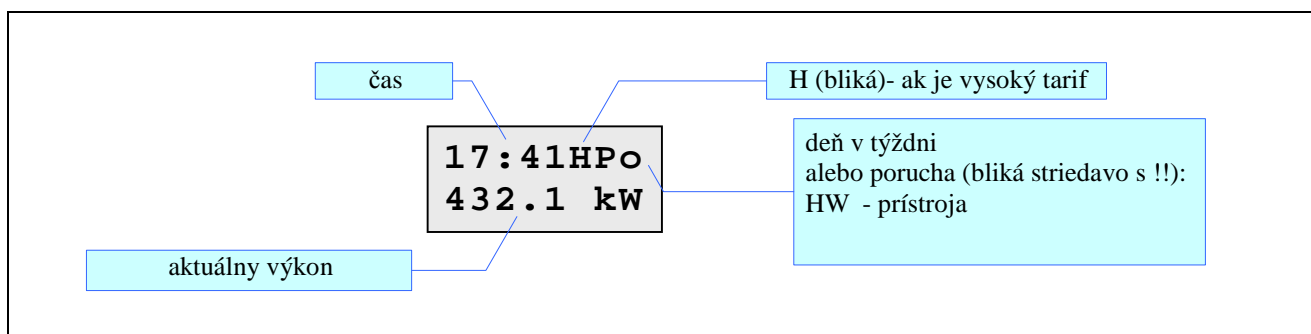 čas
H (bliká)- ak je vysoký tarif
17:41HPo
432.1 kW
deň v týždni
alebo porucha (bliká striedavo s !!):
HW  - prístroja
aktuálny výkon